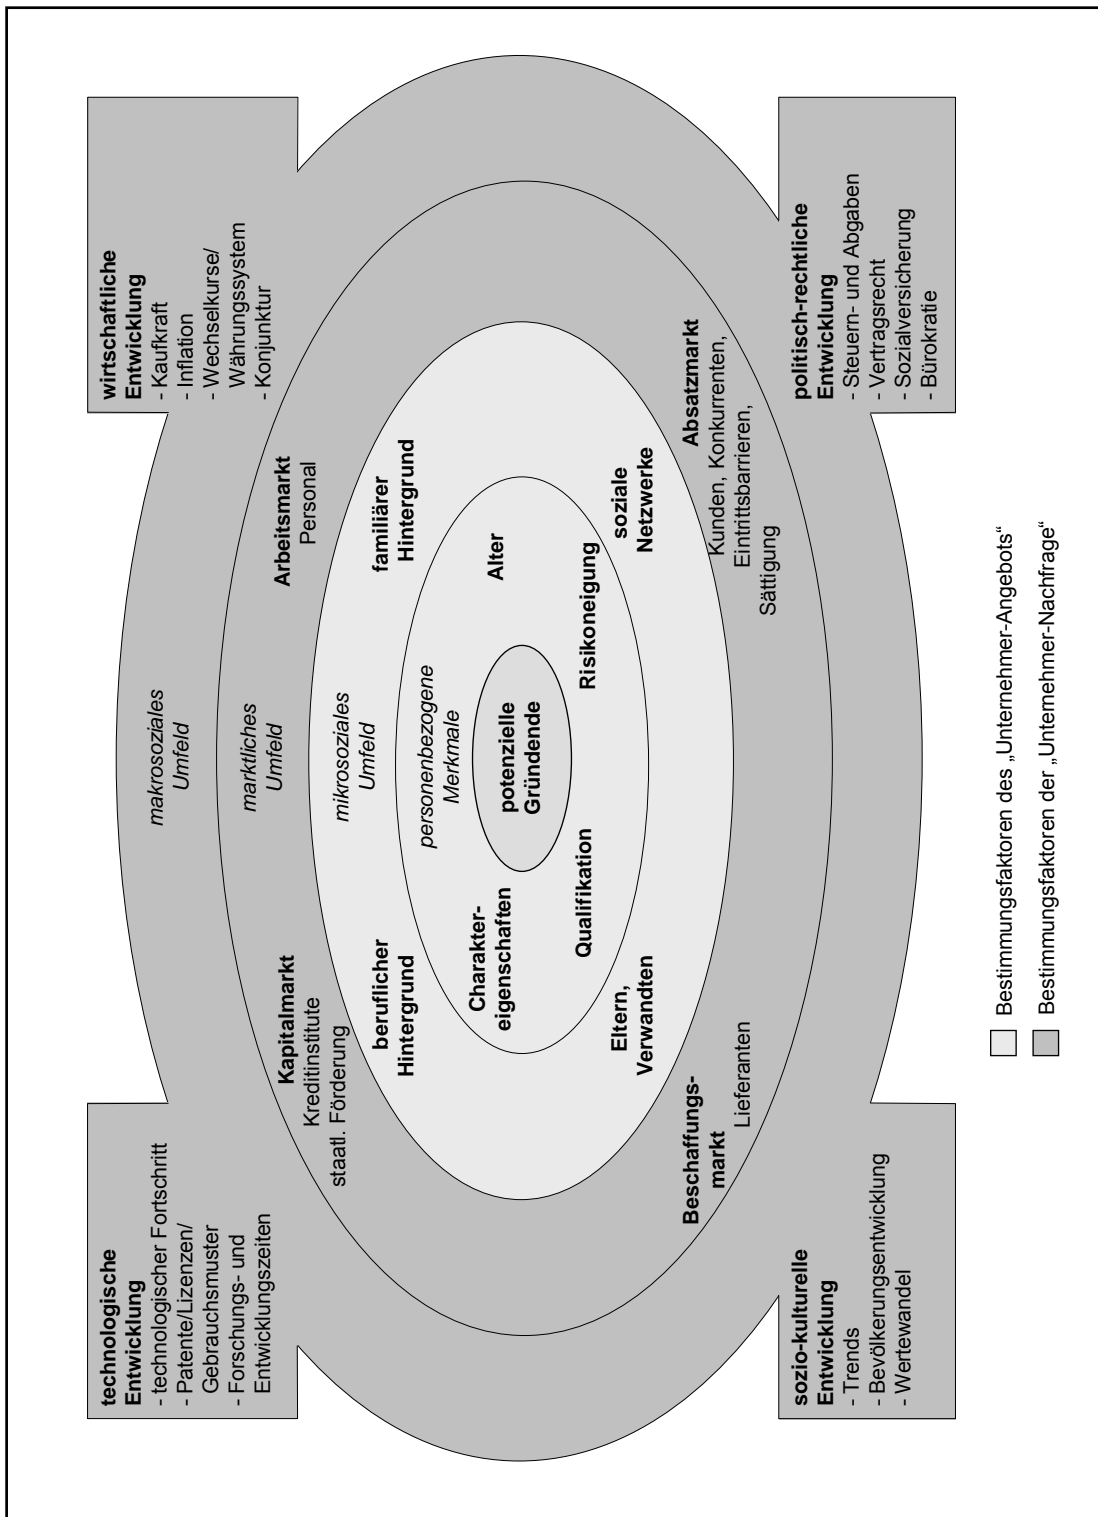 technologische
Entwicklung
- technologischer Fortschritt
- Patente/Lizenzen/
Gebrauchsmuster
- Forschungs- und
Entwicklungszeiten
wirtschaftliche
Entwicklung
- Kaufkraft
- Inflation
- Wechselkurse/
Währungssystem
- Konjunktur
makrosoziales
Umfeld
marktliches
Umfeld
Kapitalmarkt
Kreditinstitute
staatl. Förderung
Arbeitsmarkt
Personal
mikrosoziales
Umfeld
beruflicher
Hintergrund
familiärer
Hintergrund
personenbezogene
Merkmale
Charakter-
eigenschaften
Alter
potenzielle
Gründende
Qualifikation
Risikoneigung
Eltern,
Verwandten
soziale
Netzwerke
Beschaffungs-
markt
Lieferanten
Absatzmarkt
Kunden, Konkurrenten,
Eintrittsbarrieren,
Sättigung
sozio-kulturelle
Entwicklung
- Trends
- Bevölkerungsentwicklung
- Wertewandel
politisch-rechtliche
Entwicklung
- Steuern- und Abgaben
- Vertragsrecht
- Sozialversicherung
- Bürokratie
Bestimmungsfaktoren des „Unternehmer-Angebots“
Bestimmungsfaktoren der „Unternehmer-Nachfrage“